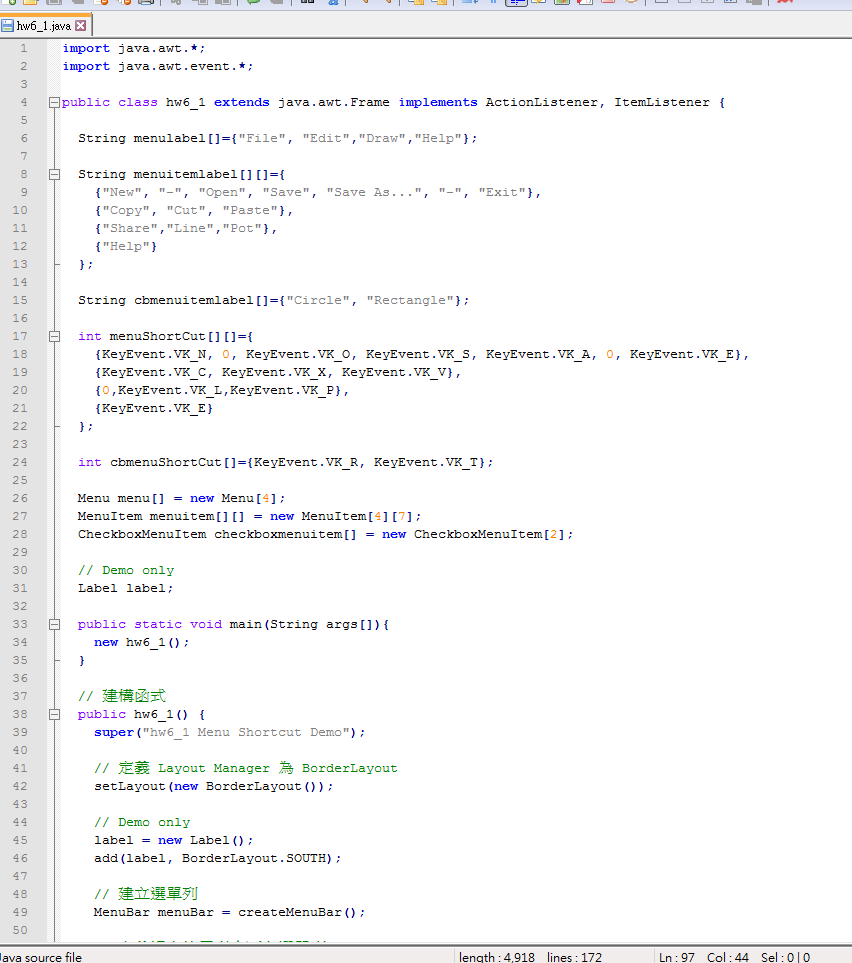 hw6_1.java
1 import java.awt.*;
2 import java.awt.event.*;
3
4 public class hw6_1 extends java.awt.Frame implements ActionListener, ItemListener {
5
6 String menulabel[]={"File", "Edit","Draw","Help"};
7
8 String menuitemlabel[][]={
9 {"New", "-", "Open", "Save", "Save As...", "-", "Exit"},
10 {"Copy", "Cut", "Paste"},
11 {"Share","Line","Pot"},
12 {"Help"}
13 };
14
15 String cbmenuitemlabel[]={"Circle", "Rectangle"};
16
17 int menuShortCut[][]={
18 {KeyEvent.VK_N, 0, KeyEvent.VK_O, KeyEvent.VK_S, KeyEvent.VK_A, 0, KeyEvent.VK_E},
19 {KeyEvent.VK_C, KeyEvent.VK_X, KeyEvent.VK_V},
20 {0,KeyEvent.VK_L,KeyEvent.VK_P},
21 {KeyEvent.VK_E}
22 };
23
24 int cbmenuShortCut[]={KeyEvent.VK_R, KeyEvent.VK_T};
25
26 Menu menu[] = new Menu[4];
27 MenuItem menuitem[][] = new MenuItem[4][7];
28 CheckboxMenuItem checkboxmenuitem[] = new CheckboxMenuItem[2];
29
30 // Demo only
31 Label label;
32
33 public static void main(String args[]){
34 new hw6_1();
35 }
36
37 // 建構函式
38 public hw6_1() {
39 super("hw6_1 Menu Shortcut Demo");
40
41 // 定義 Layout Manager 為 BorderLayout
42 setLayout(new BorderLayout());
43
44 // Demo only
45 label = new Label();
46 add(label, BorderLayout.SOUTH);
47
48 // 建立選單列
49 MenuBar menuBar = createMenuBar();
50
Java source file length : 4,918 lines : 172 Ln : 97 Col : 44 Sel : 0 | 0